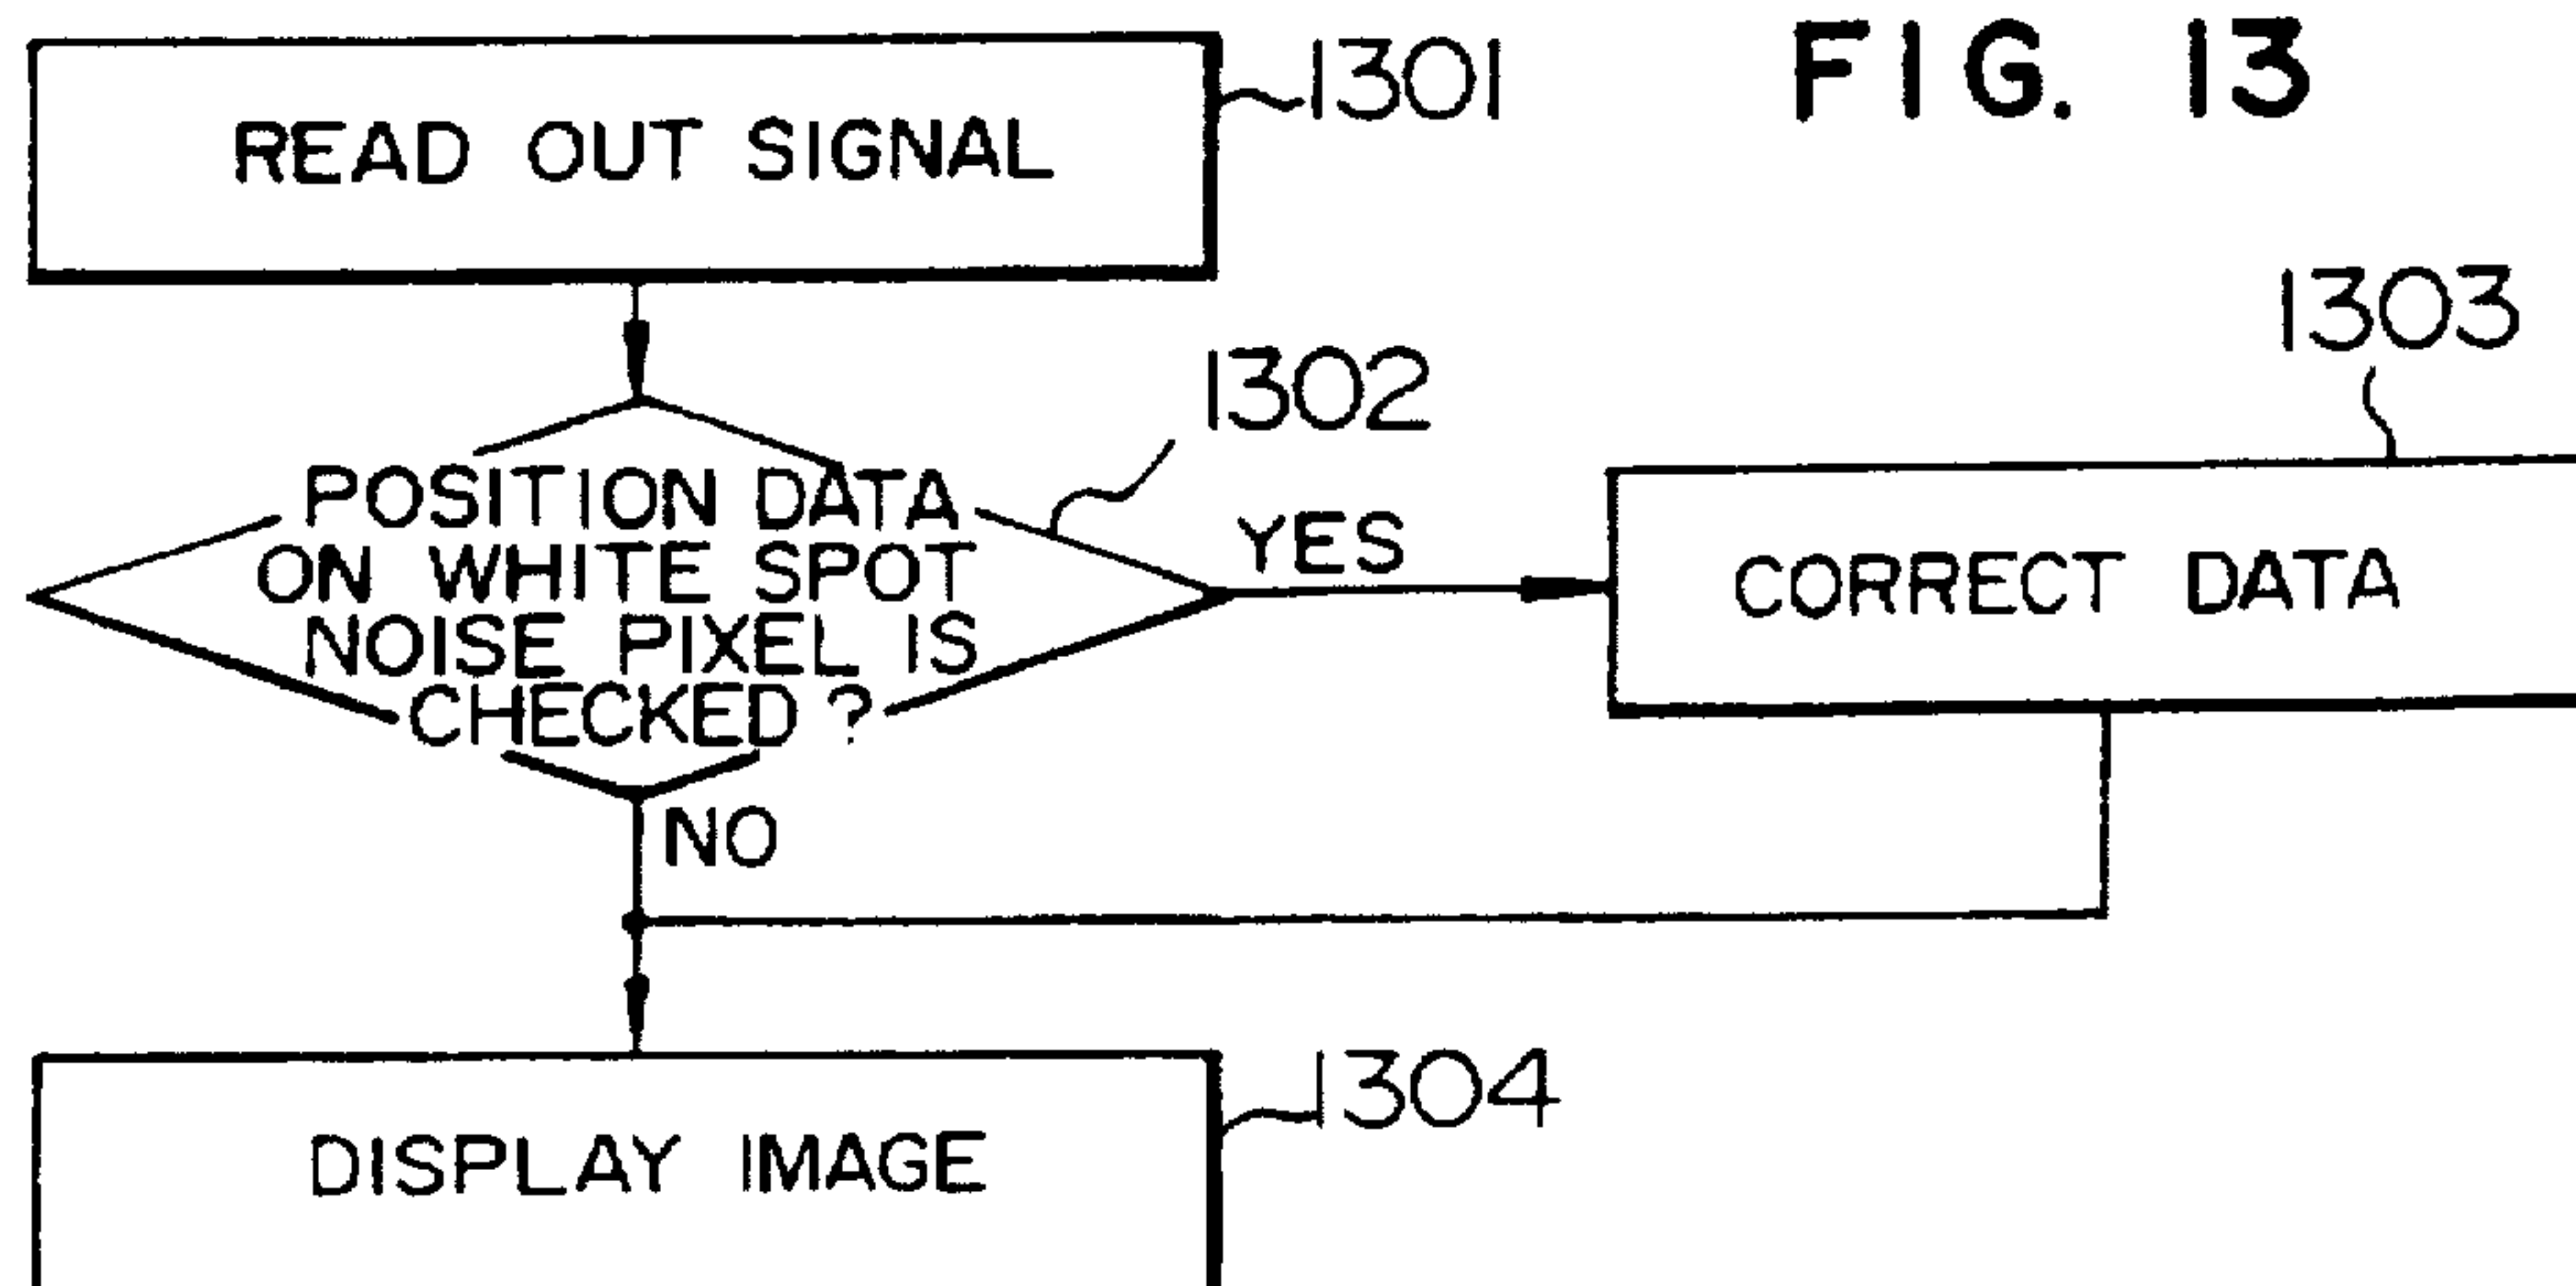 FIG. 13
READ OUT SIGNAL
1301
1302
POSITION DATA
ON WHITE SPOT
NOISE PIXEL IS
CHECKED?
YES
1303
CORRECT DATA
NO
1304
DISPLAY IMAGE